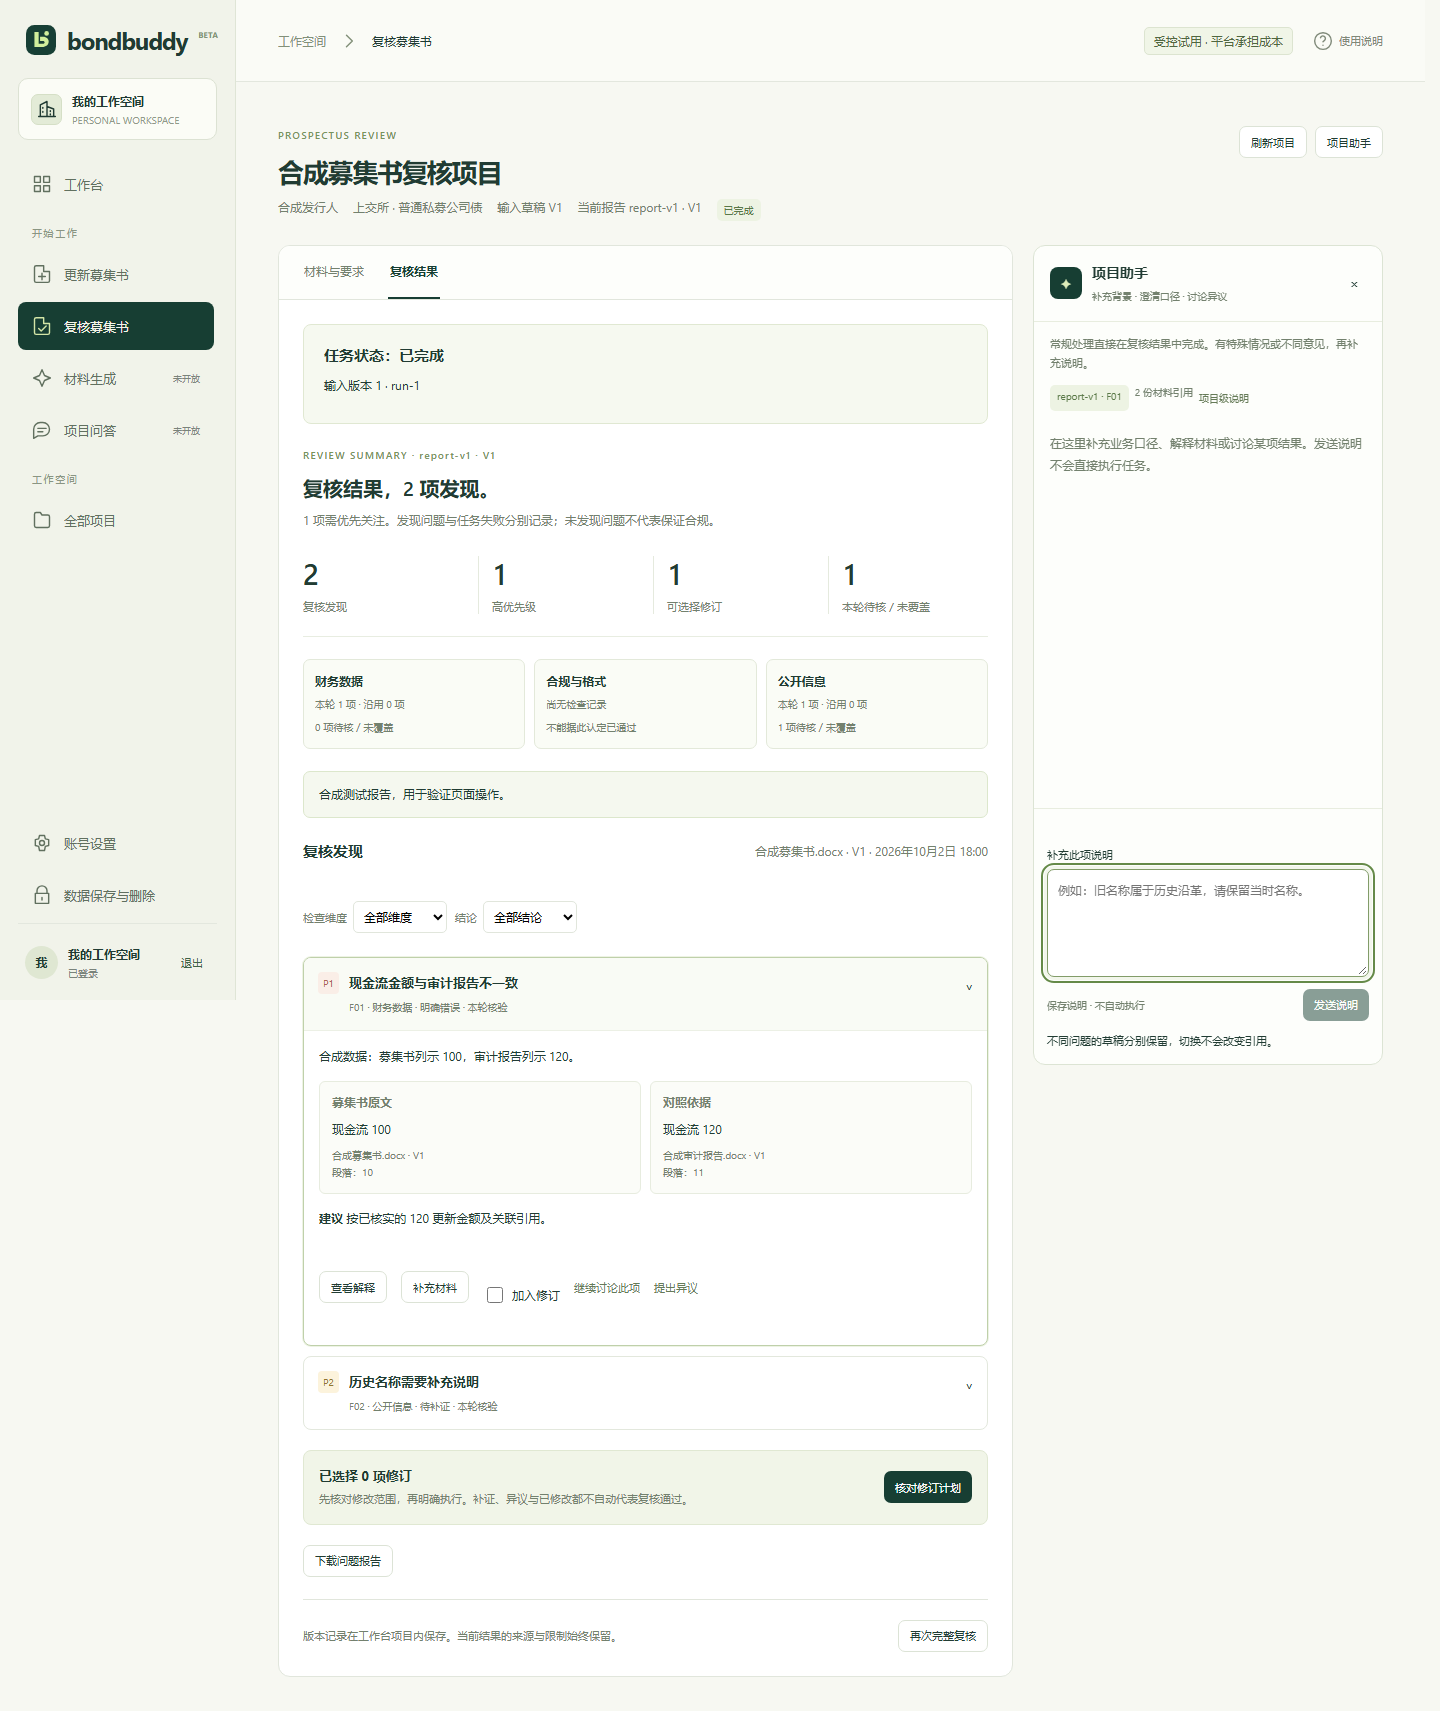 bondbuddy BETA
我的工作空间
PERSONAL WORKSPACE
工作台
开始工作
更新募集书
复核募集书
材料生成 未开放
项目问答 未开放
工作空间
全部项目
账号设置
数据保存与删除
我 我的工作空间
已登录
退出
工作空间 复核募集书
受控试用 · 平台承担成本
使用说明
PROSPECTUS REVIEW
合成募集书复核项目
合成发行人 上交所 · 普通私募公司债 输入草稿 V1 当前报告 report-v1 · V1 已完成
刷新项目 项目助手
材料与要求 复核结果
任务状态：已完成
输入版本 1 · run-1
REVIEW SUMMARY · report-v1 · V1
复核结果，2 项发现。
1 项需优先关注。发现问题与任务失败分别记录；未发现问题不代表保证合规。
2 1 1 1
复核发现 高优先级 可选择修订 本轮待核 / 未覆盖
财务数据
本轮 1 项 · 沿用 0 项
0 项待核 / 未覆盖
合规与格式
尚无检查记录
不能据此认定已通过
公开信息
本轮 1 项 · 沿用 0 项
1 项待核 / 未覆盖
合成测试报告，用于验证页面操作。
复核发现 合成募集书.docx · V1 · 2026年10月2日 18:00
检查维度 全部维度 结论 全部结论
P1 现金流金额与审计报告不一致 v
F01 · 财务数据 · 明确错误 · 本轮核验
合成数据：募集书列示 100，审计报告列示 120。
募集书原文
现金流 100
合成募集书.docx · V1
段落：10
对照依据
现金流 120
合成审计报告.docx · V1
段落：11
建议 按已核实的 120 更新金额及关联引用。
查看解释 补充材料 加入修订 继续讨论此项 提出异议
P2 历史名称需要补充说明 v
F02 · 公开信息 · 待补证 · 本轮核验
已选择 0 项修订
先核对修改范围，再明确执行。补证、异议与已修改都不自动代表复核通过。
核对修订计划
下载问题报告
版本记录在工作台项目内保存。当前结果的来源与限制始终保留。
再次完整复核
项目助手
补充背景 · 澄清口径 · 讨论异议
×
常规处理直接在复核结果中完成。有特殊情况或不同意见，再补
充说明。
report-v1 · F01 2 份材料引用 项目级说明
在这里补充业务口径、解释材料或讨论某项结果。发送说明
不会直接执行任务。
补充此项说明
例如：旧名称属于历史沿革，请保留当时名称。
保存说明 · 不自动执行 发送说明
不同问题的草稿分别保留，切换不会改变引用。